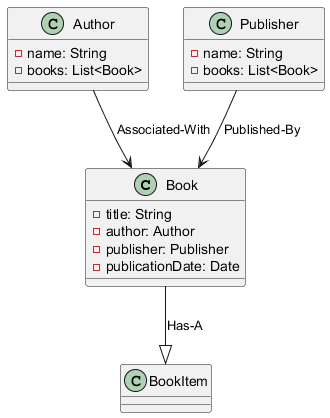 C Author
name: String
books: List<Book>
C Publisher
name: String
books: List<Book>
Associated-With
Published-By
C Book
title: String
author: Author
publisher: Publisher
publicationDate: Date
Has-A
C BookItem